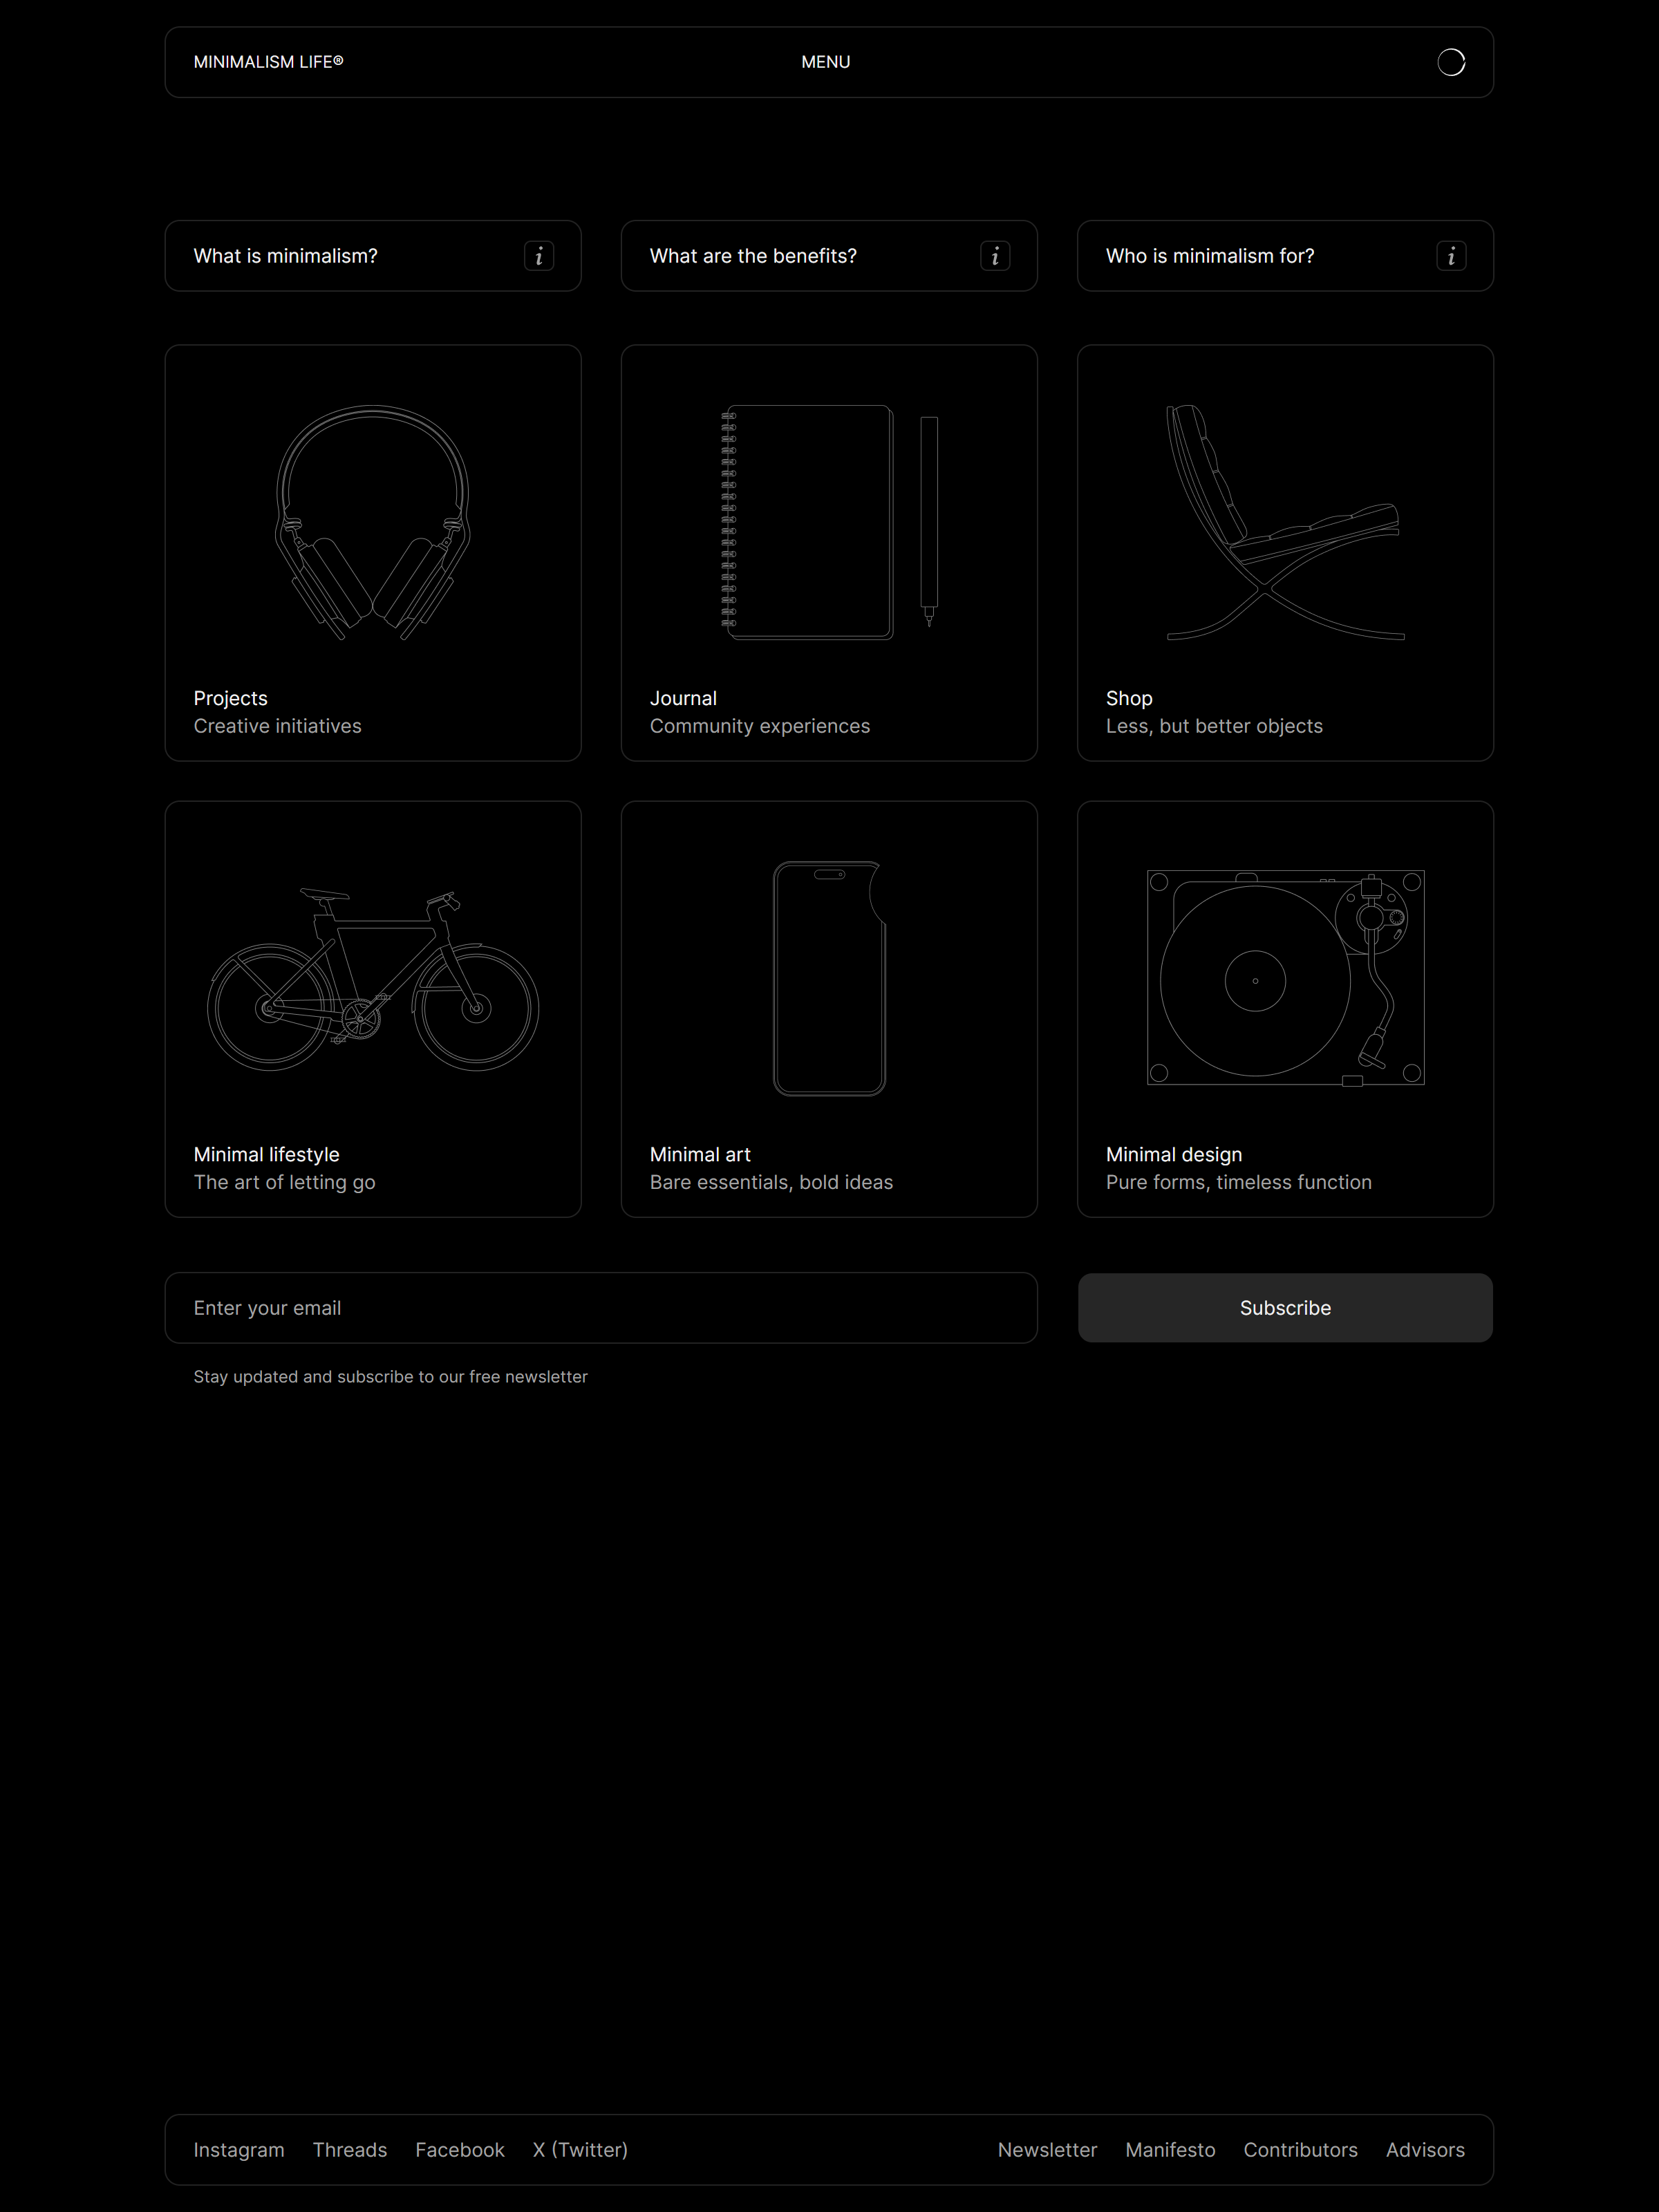 MINIMALISM LIFE®
MENU
What is minimalism?
i
What are the benefits?
i
Who is minimalism for?
i
Projects
Creative initiatives
Journal
Community experiences
Shop
Less, but better objects
Minimal lifestyle
The art of letting go
Minimal art
Bare essentials, bold ideas
Minimal design
Pure forms, timeless function
Enter your email
Subscribe
Stay updated and subscribe to our free newsletter
Instagram
Threads
Facebook
X (Twitter)
Newsletter
Manifesto
Contributors
Advisors